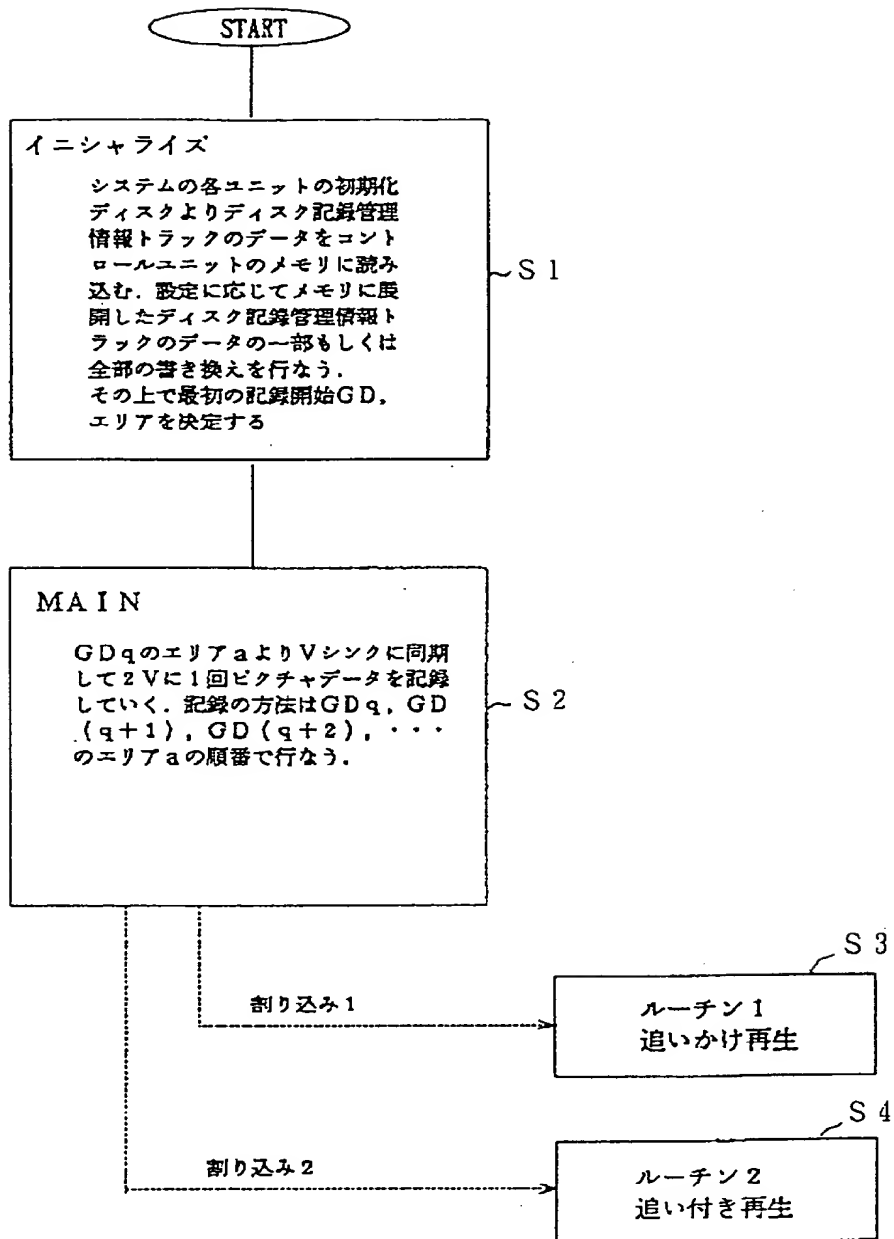 START
イニシャライズ
システムの各ユニットの初期化
ディスクよりディスク記録管理
情報トラックのデータをコント
ロールユニットのメモリに読み
込む．設定に応じてメモリに展
開したディスク記録管理情報ト
ラックのデータの一部もしくは
全部の書き換えを行なう．
その上で最初の記録開始GD，
エリアを決定する
～S1
MAIN
GDqのエリアaよりVシンクに同期
して2Vに1回ピクチャデータを記録
していく．記録の方法はGDq，GD
(q+1)，GD(q+2)，・・・
のエリアaの順番で行なう．
～S2
S3
割り込み1
ルーチン1
追いかけ再生
S4
割り込み2
ルーチン2
追い付き再生